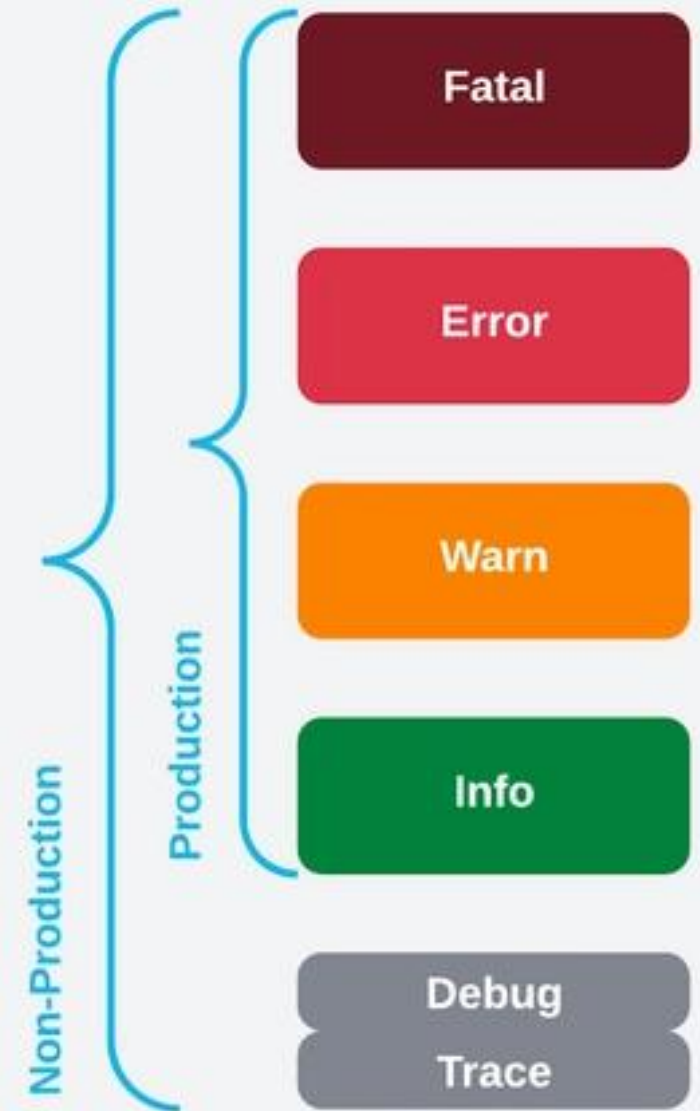 Fatal
Error
Warn
Info
Debug
Trace
Production
Non-Production